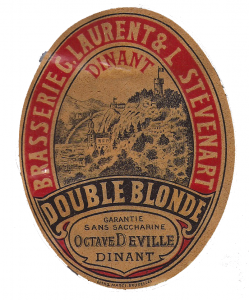 BRASSERIE G. LAURENT & L. STEVENART
DINANT
DOUBLE BLONDE
GARANTIE
SANS SACCHARINE
OCTAVE DEVILLE
DINANT